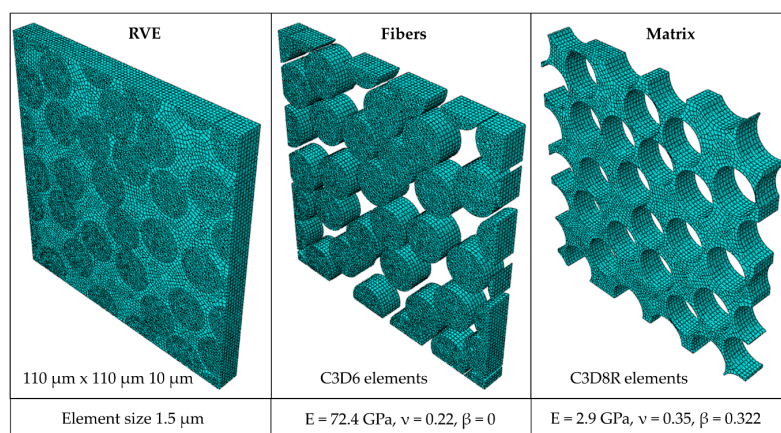 RVE
Fibers
Matrix
110 µm x 110 µm 10 µm
C3D6 elements
C3D8R elements
Element size 1.5 µm
E = 72.4 GPa, ν = 0.22, β = 0
E = 2.9 GPa, ν = 0.35, β = 0.322